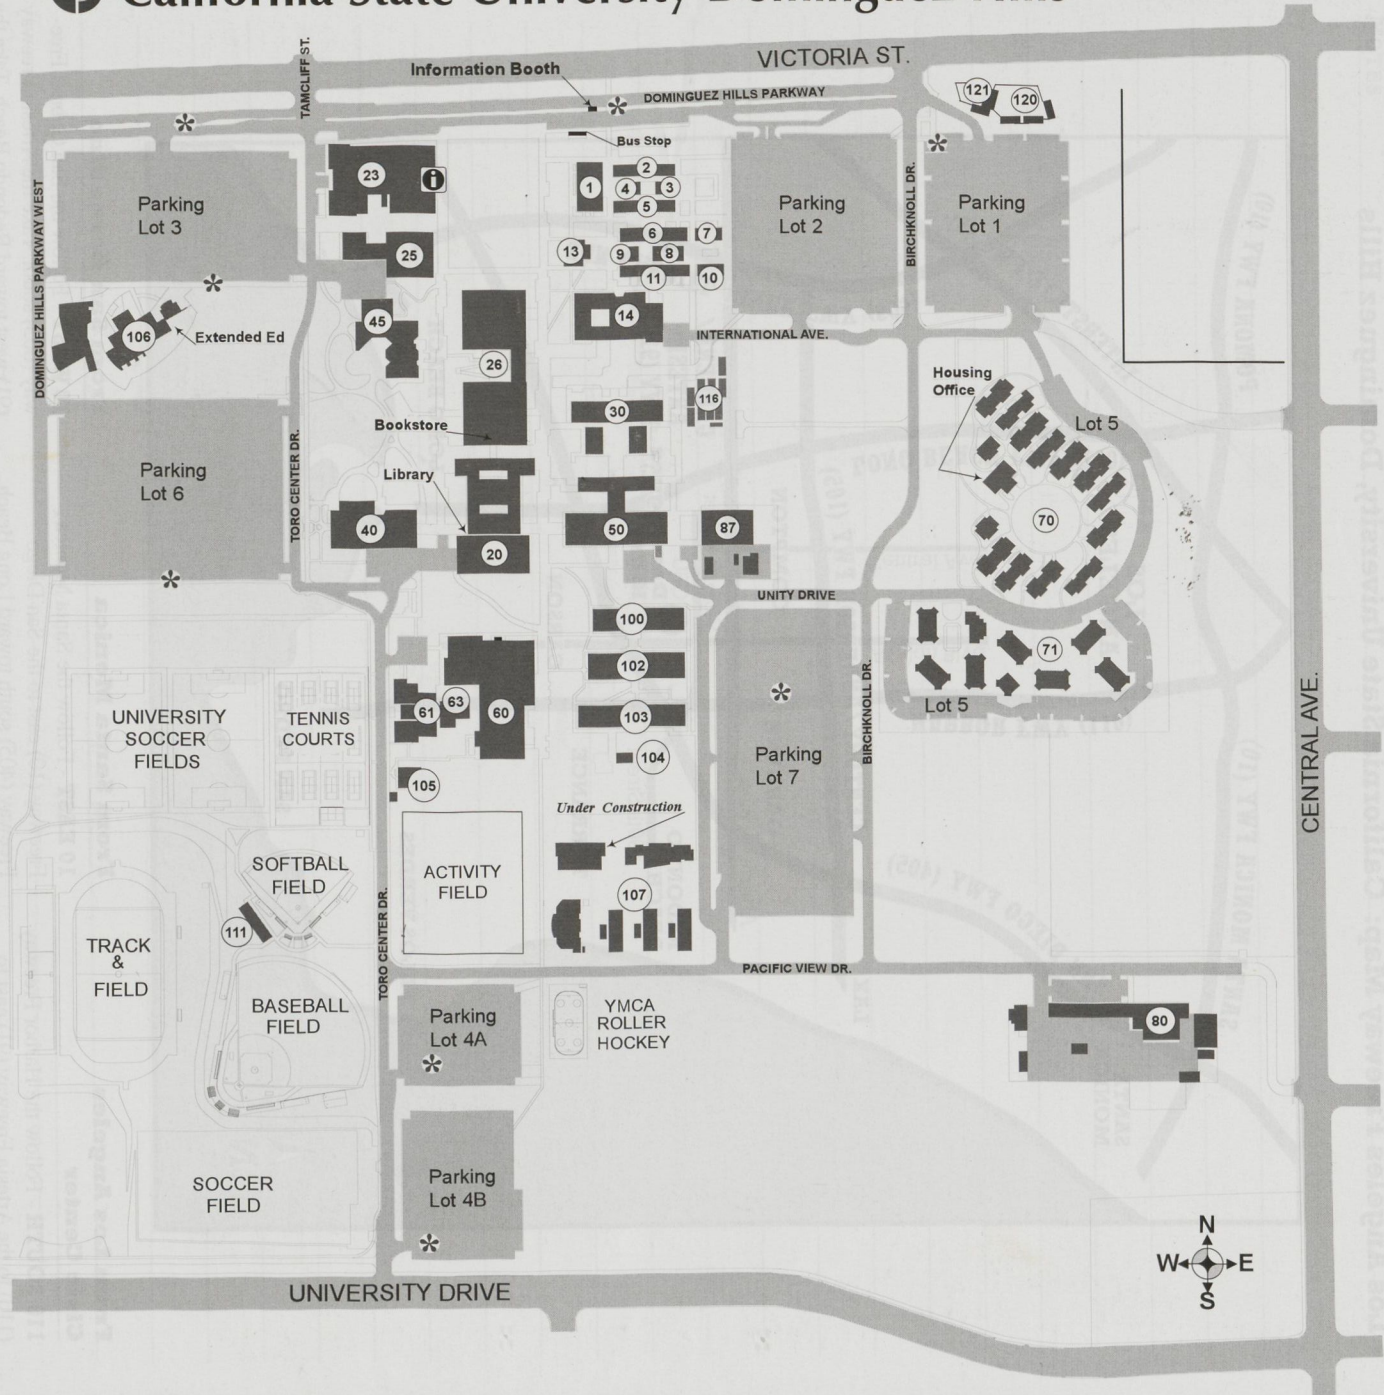 California State University Dominguez Hills
VICTORIA ST.
TAMCLIFF ST.
Information Booth
DOMINGUEZ HILLS PARKWAY
121
120
Bus Stop
DOMINGUEZ HILLS PARKWAY WEST
Parking
Lot 3
23
i
1
2
4
3
5
Parking
Lot 2
BIRCHKNOLL DR.
Parking
Lot 1
25
13
6
7
9
8
11
10
106
Extended Ed
45
14
INTERNATIONAL AVE.
26
Housing
Office
116
30
Lot 5
Bookstore
Parking
Lot 6
TORO CENTER DR.
Library
40
20
50
87
70
UNITY DRIVE
100
102
71
Lot 5
BIRCHKNOLL DR.
CENTRAL AVE.
UNIVERSITY
SOCCER
FIELDS
TENNIS
COURTS
61
63
60
103
104
Parking
Lot 7
105
Under Construction
SOFTBALL
FIELD
ACTIVITY
FIELD
107
111
TRACK
&
FIELD
TORO CENTER DR.
PACIFIC VIEW DR.
BASEBALL
FIELD
Parking
Lot 4A
YMCA
ROLLER
HOCKEY
80
SOCCER
FIELD
Parking
Lot 4B
N
W
E
S
UNIVERSITY DRIVE